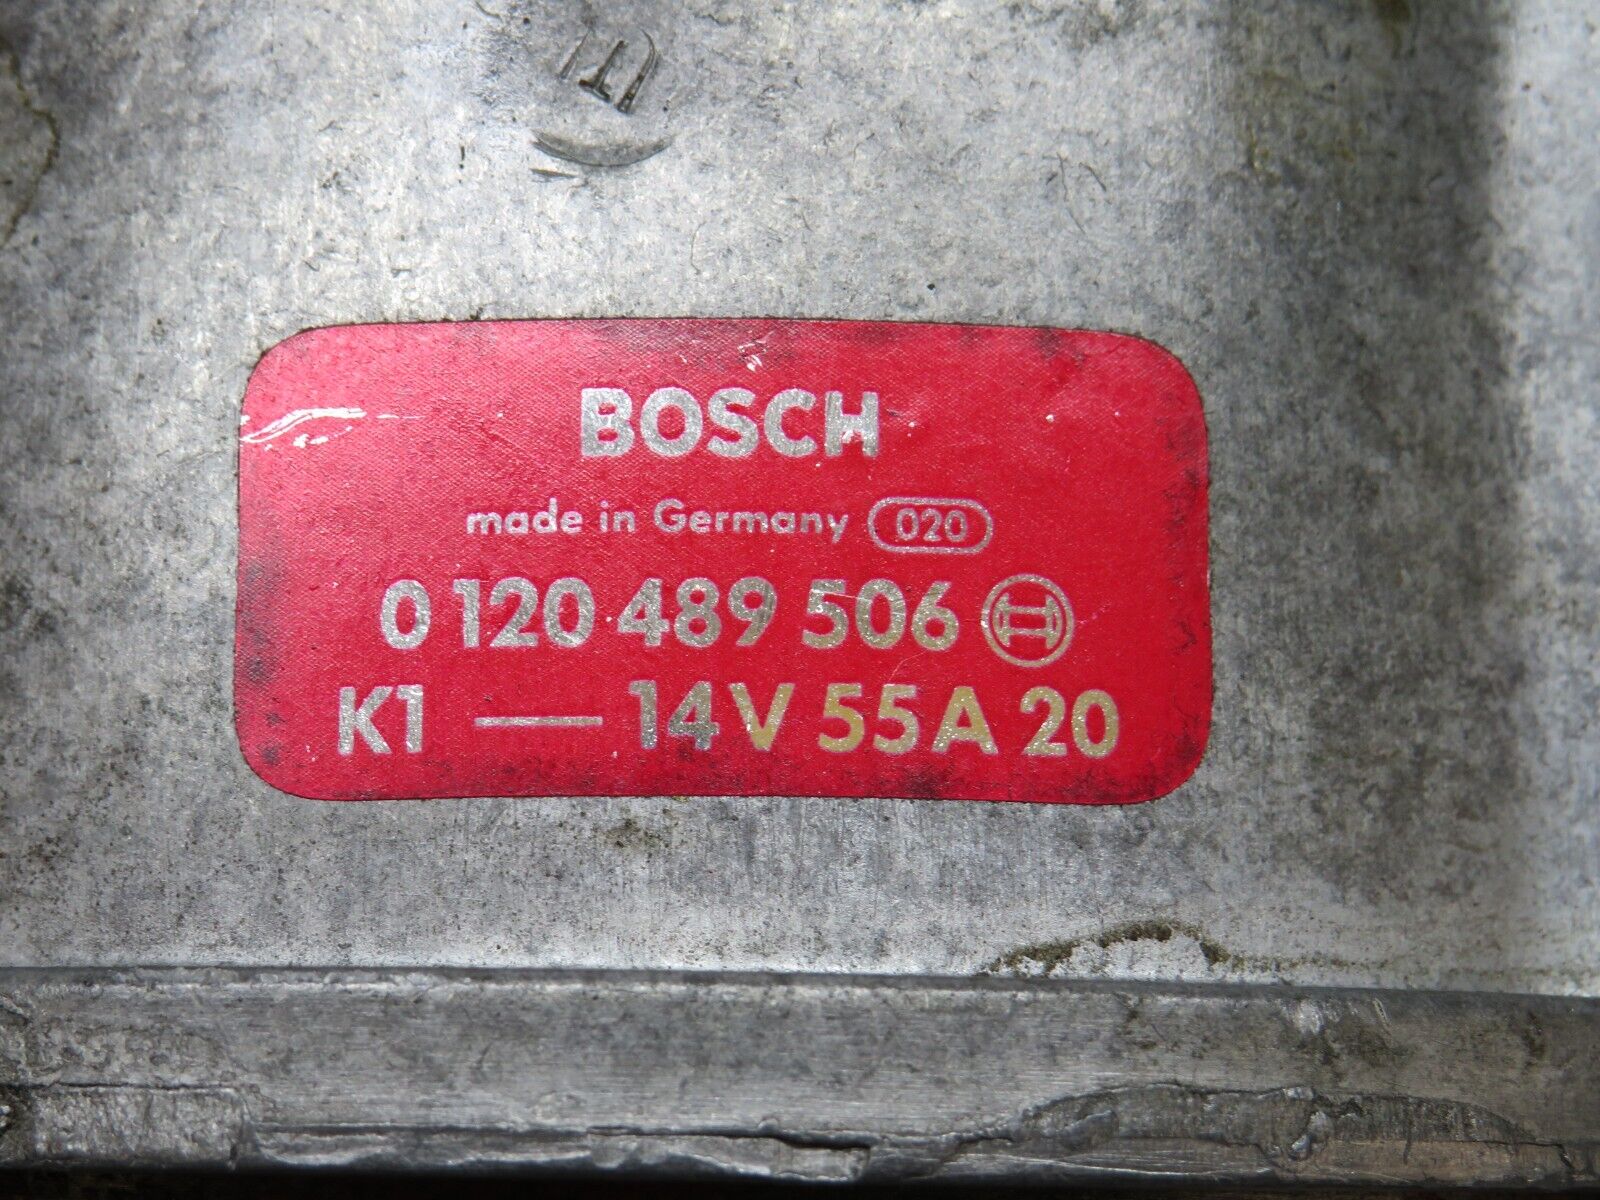 BOSCH
made in Germany 020
0 120 489 506
K1 — 14V 55A 20